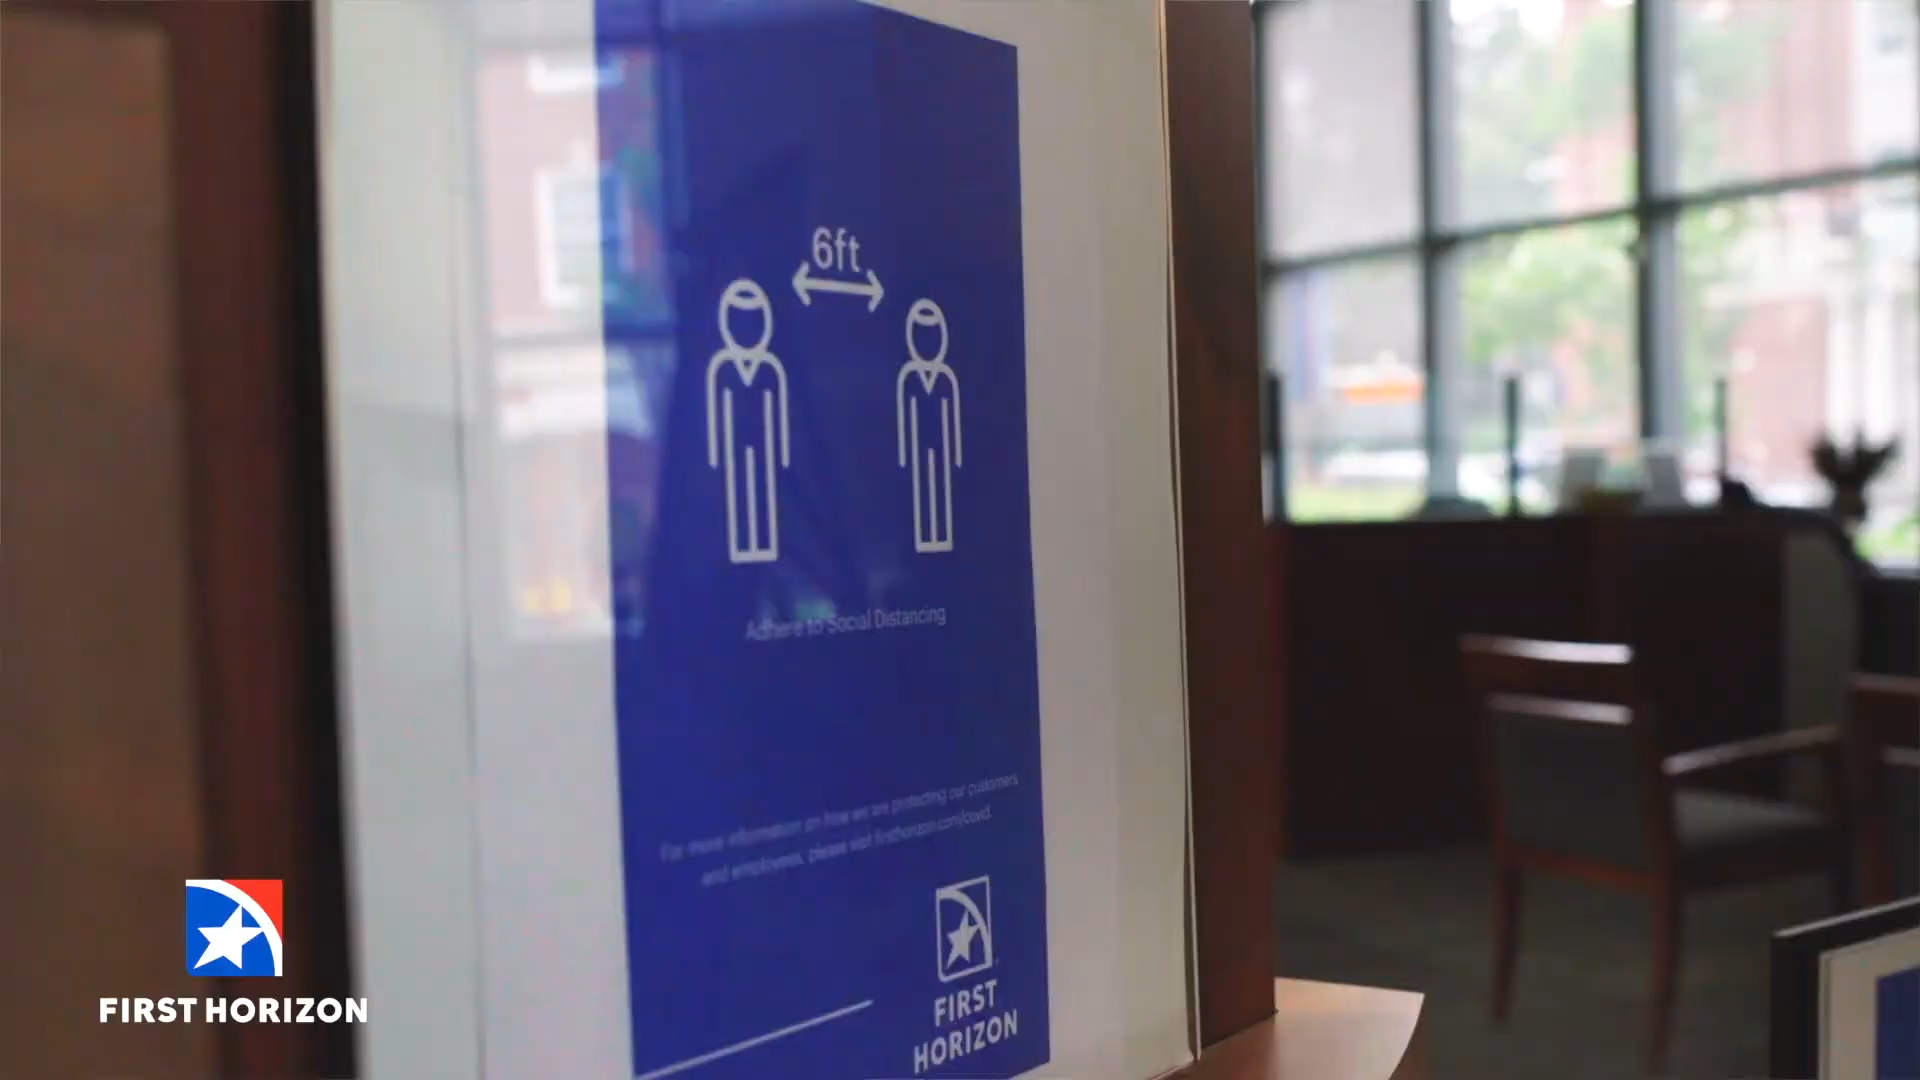 6ft
Adhere to Social Distancing
For more information on how we are protecting our customers
and employees, please visit firsthorizon.com/covid.
FIRST
HORIZON
FIRST HORIZON